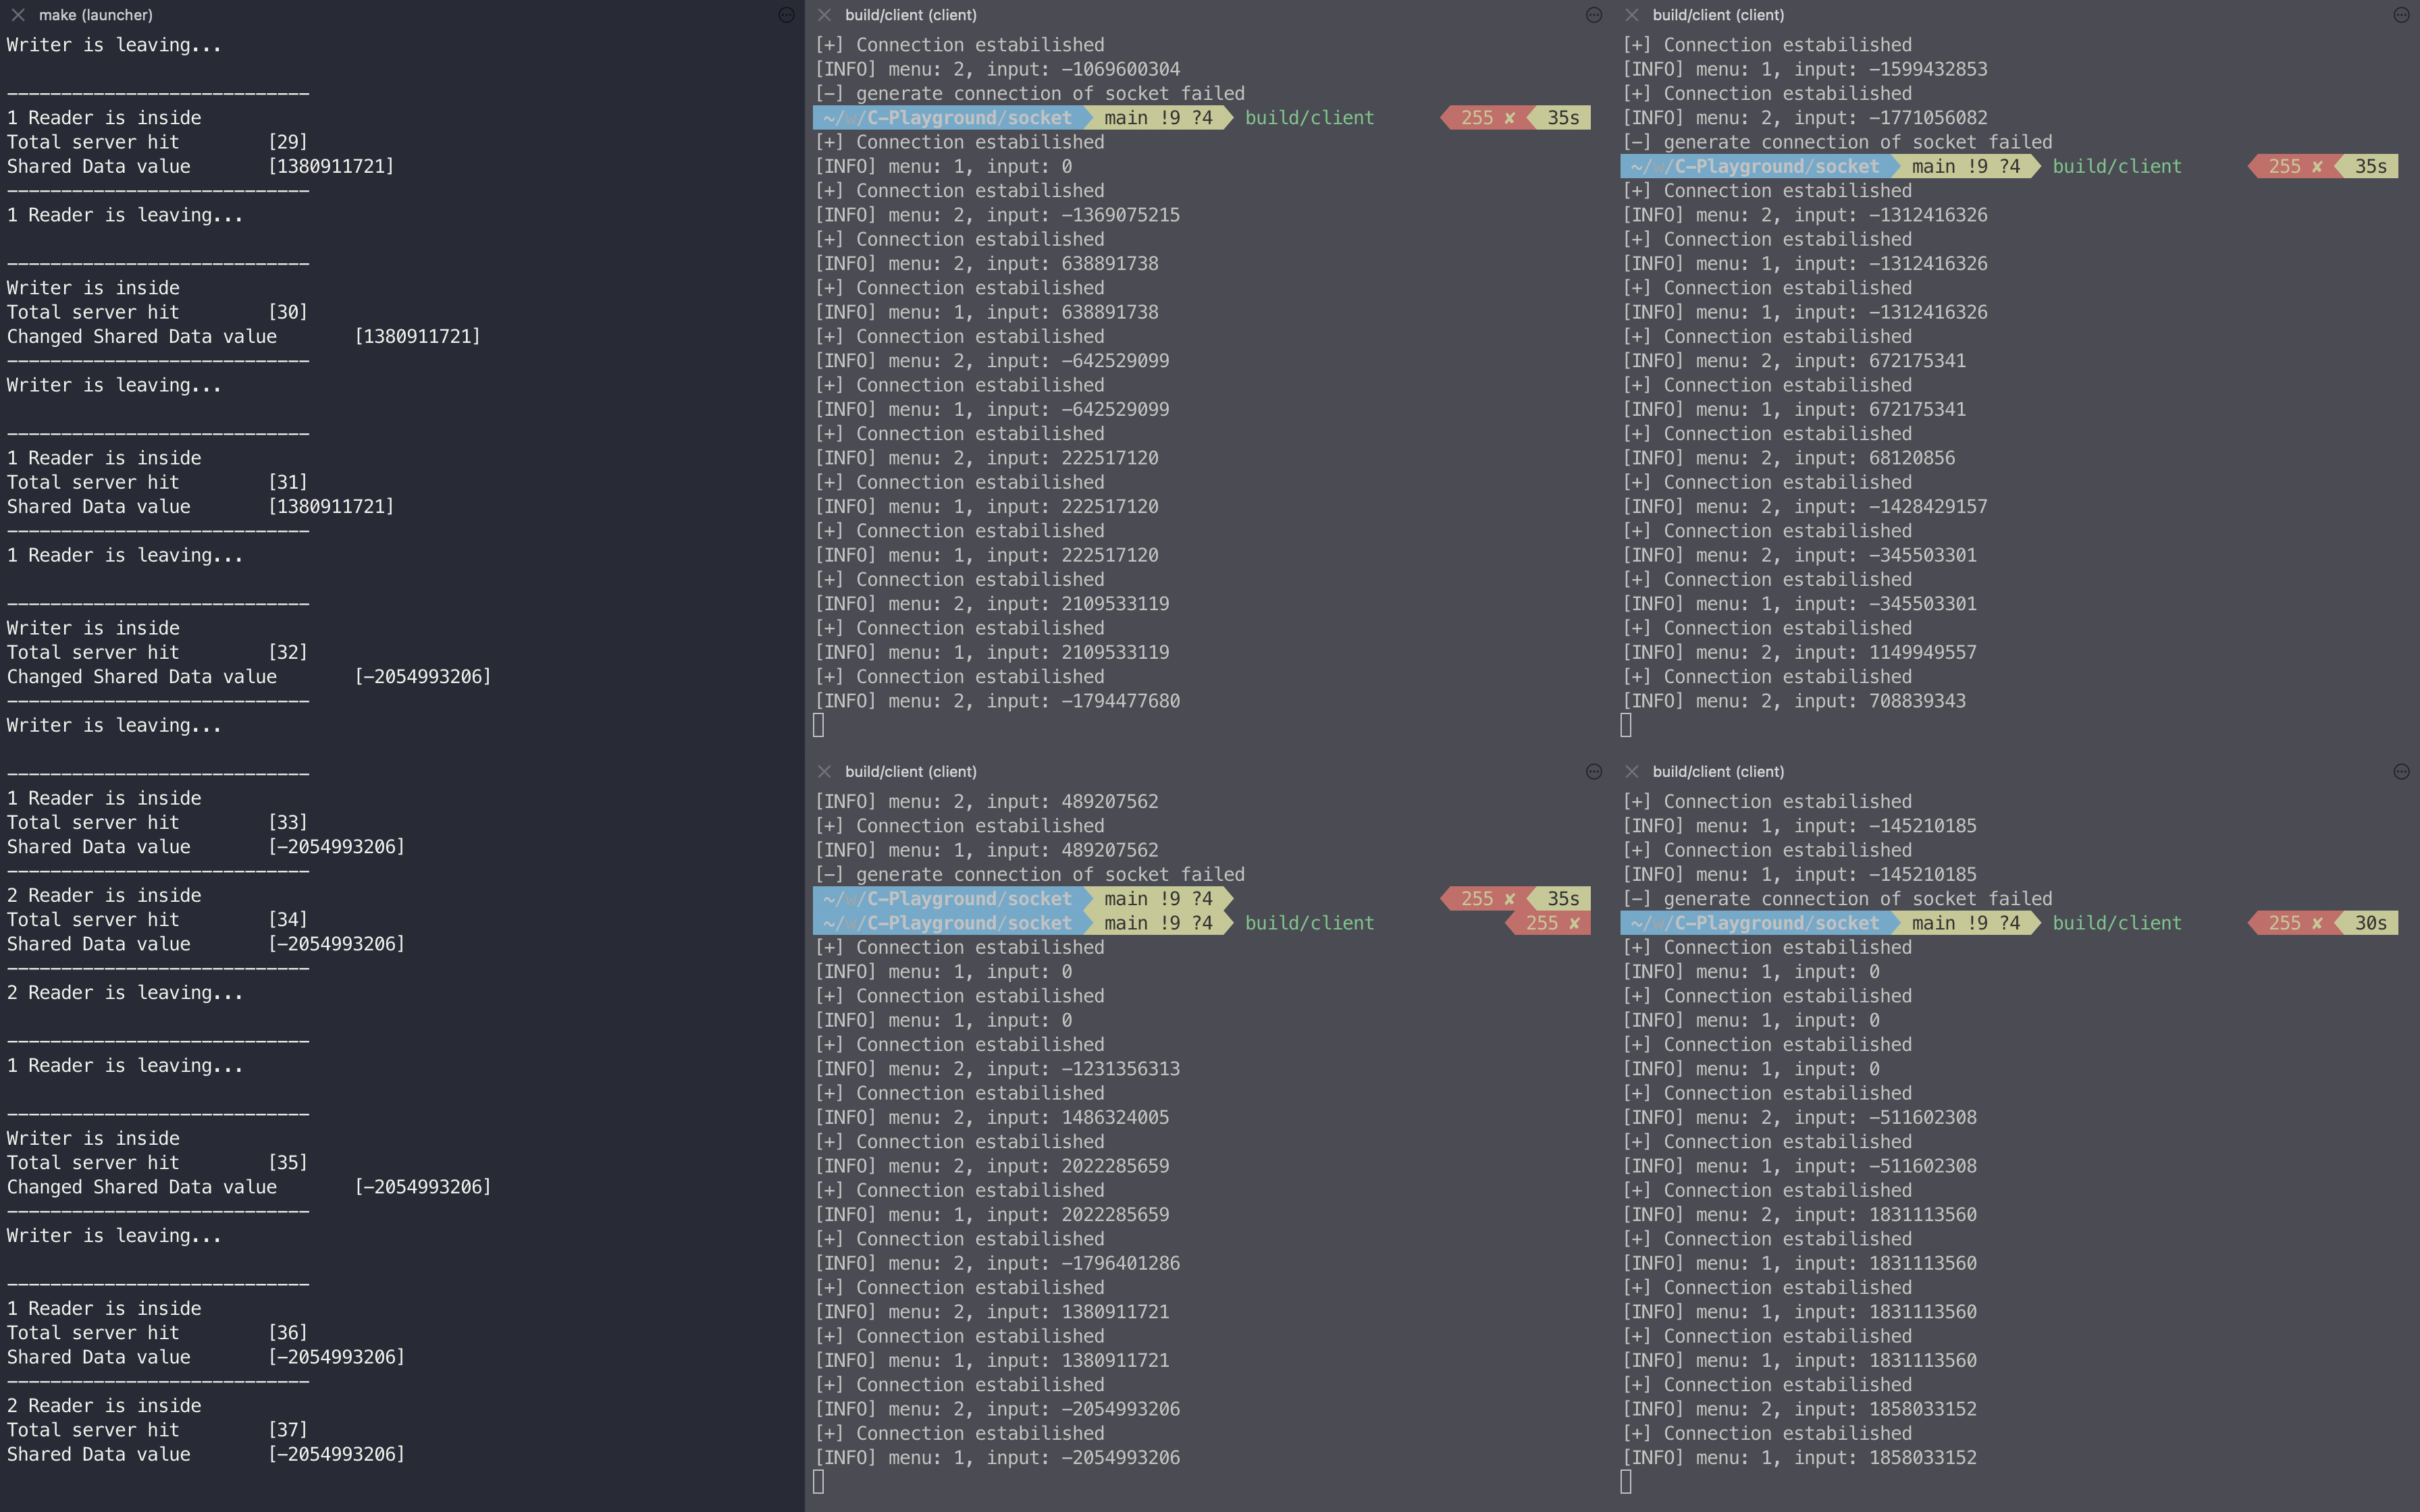 make (launcher)
Writer is leaving...
----------------------------
1 Reader is inside
Total server hit [29]
Shared Data value [1380911721]
----------------------------
1 Reader is leaving...
----------------------------
Writer is inside
Total server hit [30]
Changed Shared Data value [1380911721]
----------------------------
Writer is leaving...
----------------------------
1 Reader is inside
Total server hit [31]
Shared Data value [1380911721]
----------------------------
1 Reader is leaving...
----------------------------
Writer is inside
Total server hit [32]
Changed Shared Data value [-2054993206]
----------------------------
Writer is leaving...
----------------------------
1 Reader is inside
Total server hit [33]
Shared Data value [-2054993206]
----------------------------
2 Reader is inside
Total server hit [34]
Shared Data value [-2054993206]
----------------------------
2 Reader is leaving...
----------------------------
1 Reader is leaving...
----------------------------
Writer is inside
Total server hit [35]
Changed Shared Data value [-2054993206]
----------------------------
Writer is leaving...
----------------------------
1 Reader is inside
Total server hit [36]
Shared Data value [-2054993206]
----------------------------
2 Reader is inside
Total server hit [37]
Shared Data value [-2054993206]
build/client (client)
[+] Connection estabilished
[INFO] menu: 2, input: -1069600304
[-] generate connection of socket failed
~/w/C-Playground/socket main !9 ?4 build/client 255 ✘ 35s
[+] Connection estabilished
[INFO] menu: 1, input: 0
[+] Connection estabilished
[INFO] menu: 2, input: -1369075215
[+] Connection estabilished
[INFO] menu: 2, input: 638891738
[+] Connection estabilished
[INFO] menu: 1, input: 638891738
[+] Connection estabilished
[INFO] menu: 2, input: -642529099
[+] Connection estabilished
[INFO] menu: 1, input: -642529099
[+] Connection estabilished
[INFO] menu: 2, input: 222517120
[+] Connection estabilished
[INFO] menu: 1, input: 222517120
[+] Connection estabilished
[INFO] menu: 1, input: 222517120
[+] Connection estabilished
[INFO] menu: 2, input: 2109533119
[+] Connection estabilished
[INFO] menu: 1, input: 2109533119
[+] Connection estabilished
[INFO] menu: 2, input: -1794477680
build/client (client)
[+] Connection estabilished
[INFO] menu: 1, input: -1599432853
[+] Connection estabilished
[INFO] menu: 2, input: -1771056082
[-] generate connection of socket failed
~/w/C-Playground/socket main !9 ?4 build/client 255 ✘ 35s
[+] Connection estabilished
[INFO] menu: 2, input: -1312416326
[+] Connection estabilished
[INFO] menu: 1, input: -1312416326
[+] Connection estabilished
[INFO] menu: 1, input: -1312416326
[+] Connection estabilished
[INFO] menu: 2, input: 672175341
[+] Connection estabilished
[INFO] menu: 1, input: 672175341
[+] Connection estabilished
[INFO] menu: 2, input: 68120856
[+] Connection estabilished
[INFO] menu: 2, input: -1428429157
[+] Connection estabilished
[INFO] menu: 2, input: -345503301
[+] Connection estabilished
[INFO] menu: 1, input: -345503301
[+] Connection estabilished
[INFO] menu: 2, input: 1149949557
[+] Connection estabilished
[INFO] menu: 2, input: 708839343
build/client (client)
[INFO] menu: 2, input: 489207562
[+] Connection estabilished
[INFO] menu: 1, input: 489207562
[-] generate connection of socket failed
~/w/C-Playground/socket main !9 ?4 255 ✘ 35s
~/w/C-Playground/socket main !9 ?4 build/client 255 ✘
[+] Connection estabilished
[INFO] menu: 1, input: 0
[+] Connection estabilished
[INFO] menu: 1, input: 0
[+] Connection estabilished
[INFO] menu: 2, input: -1231356313
[+] Connection estabilished
[INFO] menu: 2, input: 1486324005
[+] Connection estabilished
[INFO] menu: 2, input: 2022285659
[+] Connection estabilished
[INFO] menu: 1, input: 2022285659
[+] Connection estabilished
[INFO] menu: 2, input: -1796401286
[+] Connection estabilished
[INFO] menu: 2, input: 1380911721
[+] Connection estabilished
[INFO] menu: 1, input: 1380911721
[+] Connection estabilished
[INFO] menu: 2, input: -2054993206
[+] Connection estabilished
[INFO] menu: 1, input: -2054993206
build/client (client)
[+] Connection estabilished
[INFO] menu: 1, input: -145210185
[+] Connection estabilished
[INFO] menu: 1, input: -145210185
[-] generate connection of socket failed
~/w/C-Playground/socket main !9 ?4 build/client 255 ✘ 30s
[+] Connection estabilished
[INFO] menu: 1, input: 0
[+] Connection estabilished
[INFO] menu: 1, input: 0
[+] Connection estabilished
[INFO] menu: 1, input: 0
[+] Connection estabilished
[INFO] menu: 2, input: -511602308
[+] Connection estabilished
[INFO] menu: 1, input: -511602308
[+] Connection estabilished
[INFO] menu: 2, input: 1831113560
[+] Connection estabilished
[INFO] menu: 1, input: 1831113560
[+] Connection estabilished
[INFO] menu: 1, input: 1831113560
[+] Connection estabilished
[INFO] menu: 1, input: 1831113560
[+] Connection estabilished
[INFO] menu: 2, input: 1858033152
[+] Connection estabilished
[INFO] menu: 1, input: 1858033152